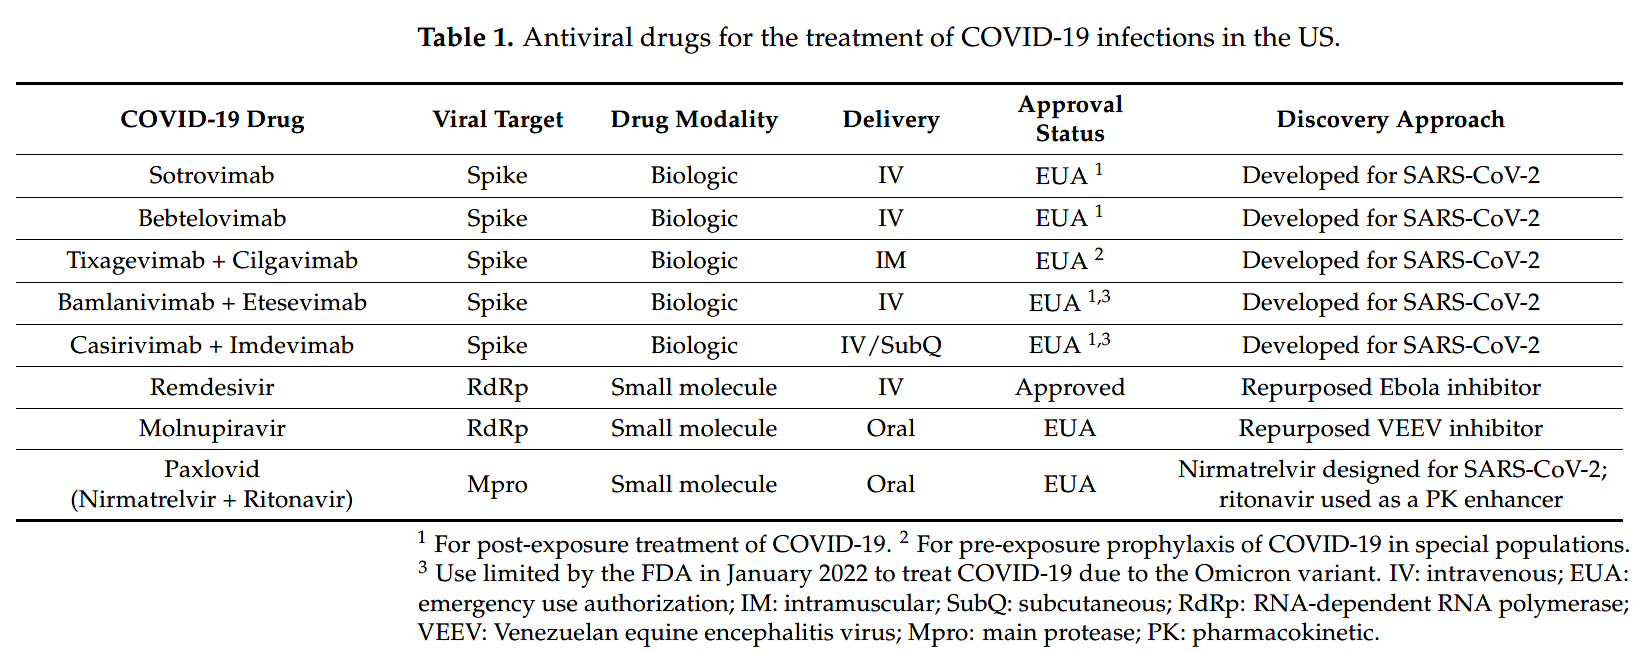 Table 1. Antiviral drugs for the treatment of COVID-19 infections in the US.
COVID-19 Drug Viral Target Drug Modality Delivery Approval Status Discovery Approach
Sotrovimab Spike Biologic IV EUA 1 Developed for SARS-CoV-2
Bebtelovimab Spike Biologic IV EUA 1 Developed for SARS-CoV-2
Tixagevimab + Cilgavimab Spike Biologic IM EUA 2 Developed for SARS-CoV-2
Bamlanivimab + Etesevimab Spike Biologic IV EUA 1,3 Developed for SARS-CoV-2
Casirivimab + Imdevimab Spike Biologic IV/SubQ EUA 1,3 Developed for SARS-CoV-2
Remdesivir RdRp Small molecule IV Approved Repurposed Ebola inhibitor
Molnupiravir RdRp Small molecule Oral EUA Repurposed VEEV inhibitor
Paxlovid
(Nirmatrelvir + Ritonavir) Mpro Small molecule Oral EUA Nirmatrelvir designed for SARS-CoV-2;
ritonavir used as a PK enhancer
1 For post-exposure treatment of COVID-19. 2 For pre-exposure prophylaxis of COVID-19 in special populations.
3 Use limited by the FDA in January 2022 to treat COVID-19 due to the Omicron variant. IV: intravenous; EUA:
emergency use authorization; IM: intramuscular; SubQ: subcutaneous; RdRp: RNA-dependent RNA polymerase;
VEEV: Venezuelan equine encephalitis virus; Mpro: main protease; PK: pharmacokinetic.